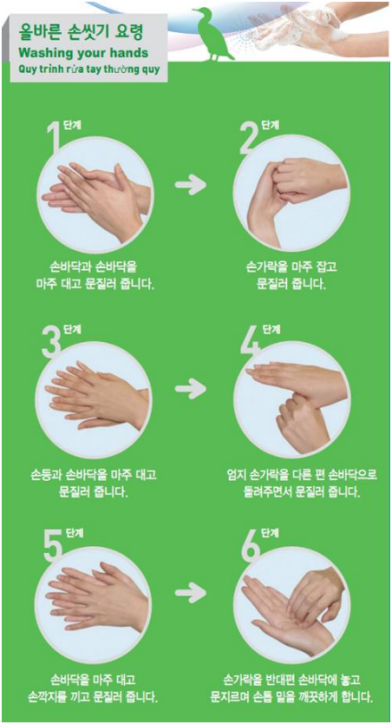 올바른 손씻기 요령
Washing your hands
Quy trình rửa tay thường quy
1 단계
2 단계
손바닥과 손바닥을
마주 대고 문질러 줍니다.
손가락을 마주 잡고
문질러 줍니다.
3 단계
4 단계
손등과 손바닥을 마주 대고
문질러 줍니다.
엄지 손가락을 다른 편 손바닥으로
돌려주면서 문질러 줍니다.
5 단계
6 단계
손바닥을 마주 대고
손깍지를 끼고 문질러 줍니다.
손가락을 반대편 손바닥에 놓고
문지르며 손톱 밑을 깨끗하게 합니다.